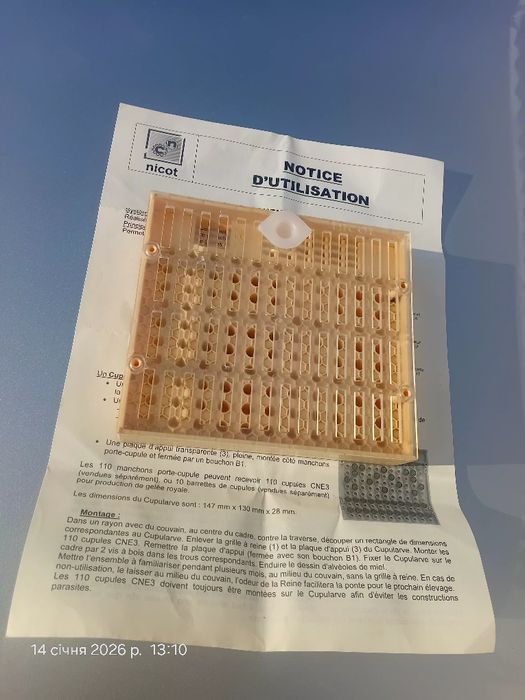 nicot
NOTICE
D'UTILISATION
Réalise
Permet
Un Cup
• Une plaque d'appui transparente (3), pleine, montée côté manchons
porte-cupule et fermée par un bouchon B1.
Les 110 manchons porte-cupule peuvent recevoir 110 cupules CNE3
(vendues séparément), ou 10 barrettes de cupules (vendues séparément)
pour production de gelée royale.
Les dimensions du Cupularve sont : 147 mm x 130 mm x 28 mm.
Montage :
Dans un rayon avec du couvain, au centre du cadre, contre la traverse, découper un rectangle de dimensions
correspondantes au Cupularve. Enlever la grille à reine (1) et la plaque d'appui (3) du Cupularve. Monter les
110 cupules CNE3. Remettre la plaque d'appui (fermée avec son bouchon B1). Fixer le Cupularve sur le
cadre par 2 vis à bois dans les trous correspondants. Enduire le dessin d'alvéoles de miel.
Mettre l'ensemble à familiariser pendant plusieurs mois, au milieu du couvain, sans la grille à reine. En cas de
non-utilisation, le laisser au milieu du couvain, l'odeur de la Reine facilitera la ponte pour le prochain élevage.
Les 110 cupules CNE3 doivent toujours être montées sur le Cupularve afin d'éviter les constructions
parasites.
14 січня 2026 р. 13:10